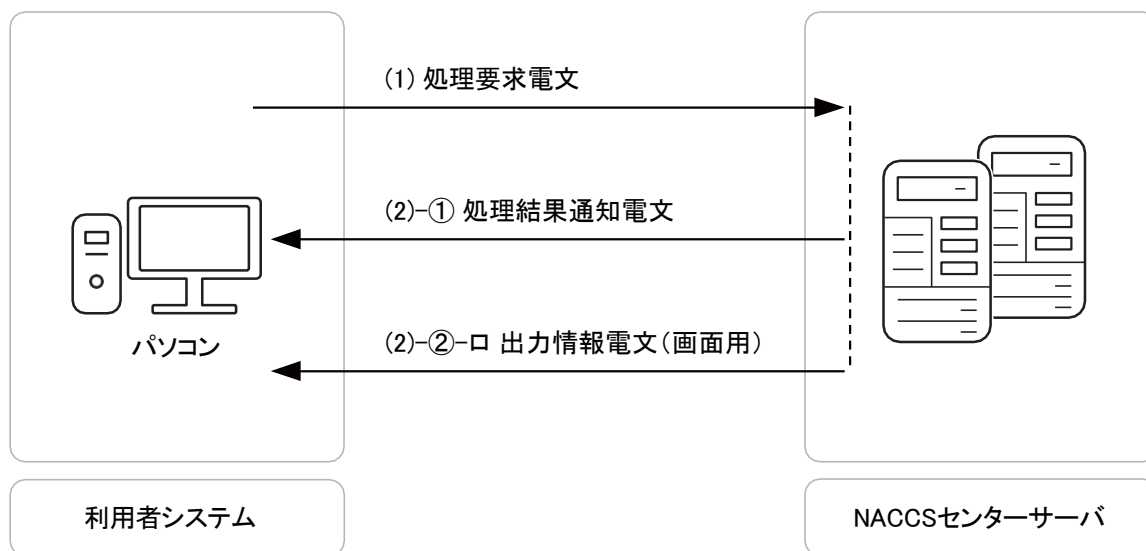 (1) 処理要求電文
(2)-① 処理結果通知電文
(2)-②-ロ 出力情報電文(画面用)
パソコン
利用者システム
NACCSセンターサーバ